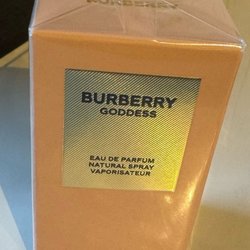 BURBERRY
GODDESS
EAU DE PARFUM
NATURAL SPRAY
VAPORISATEUR